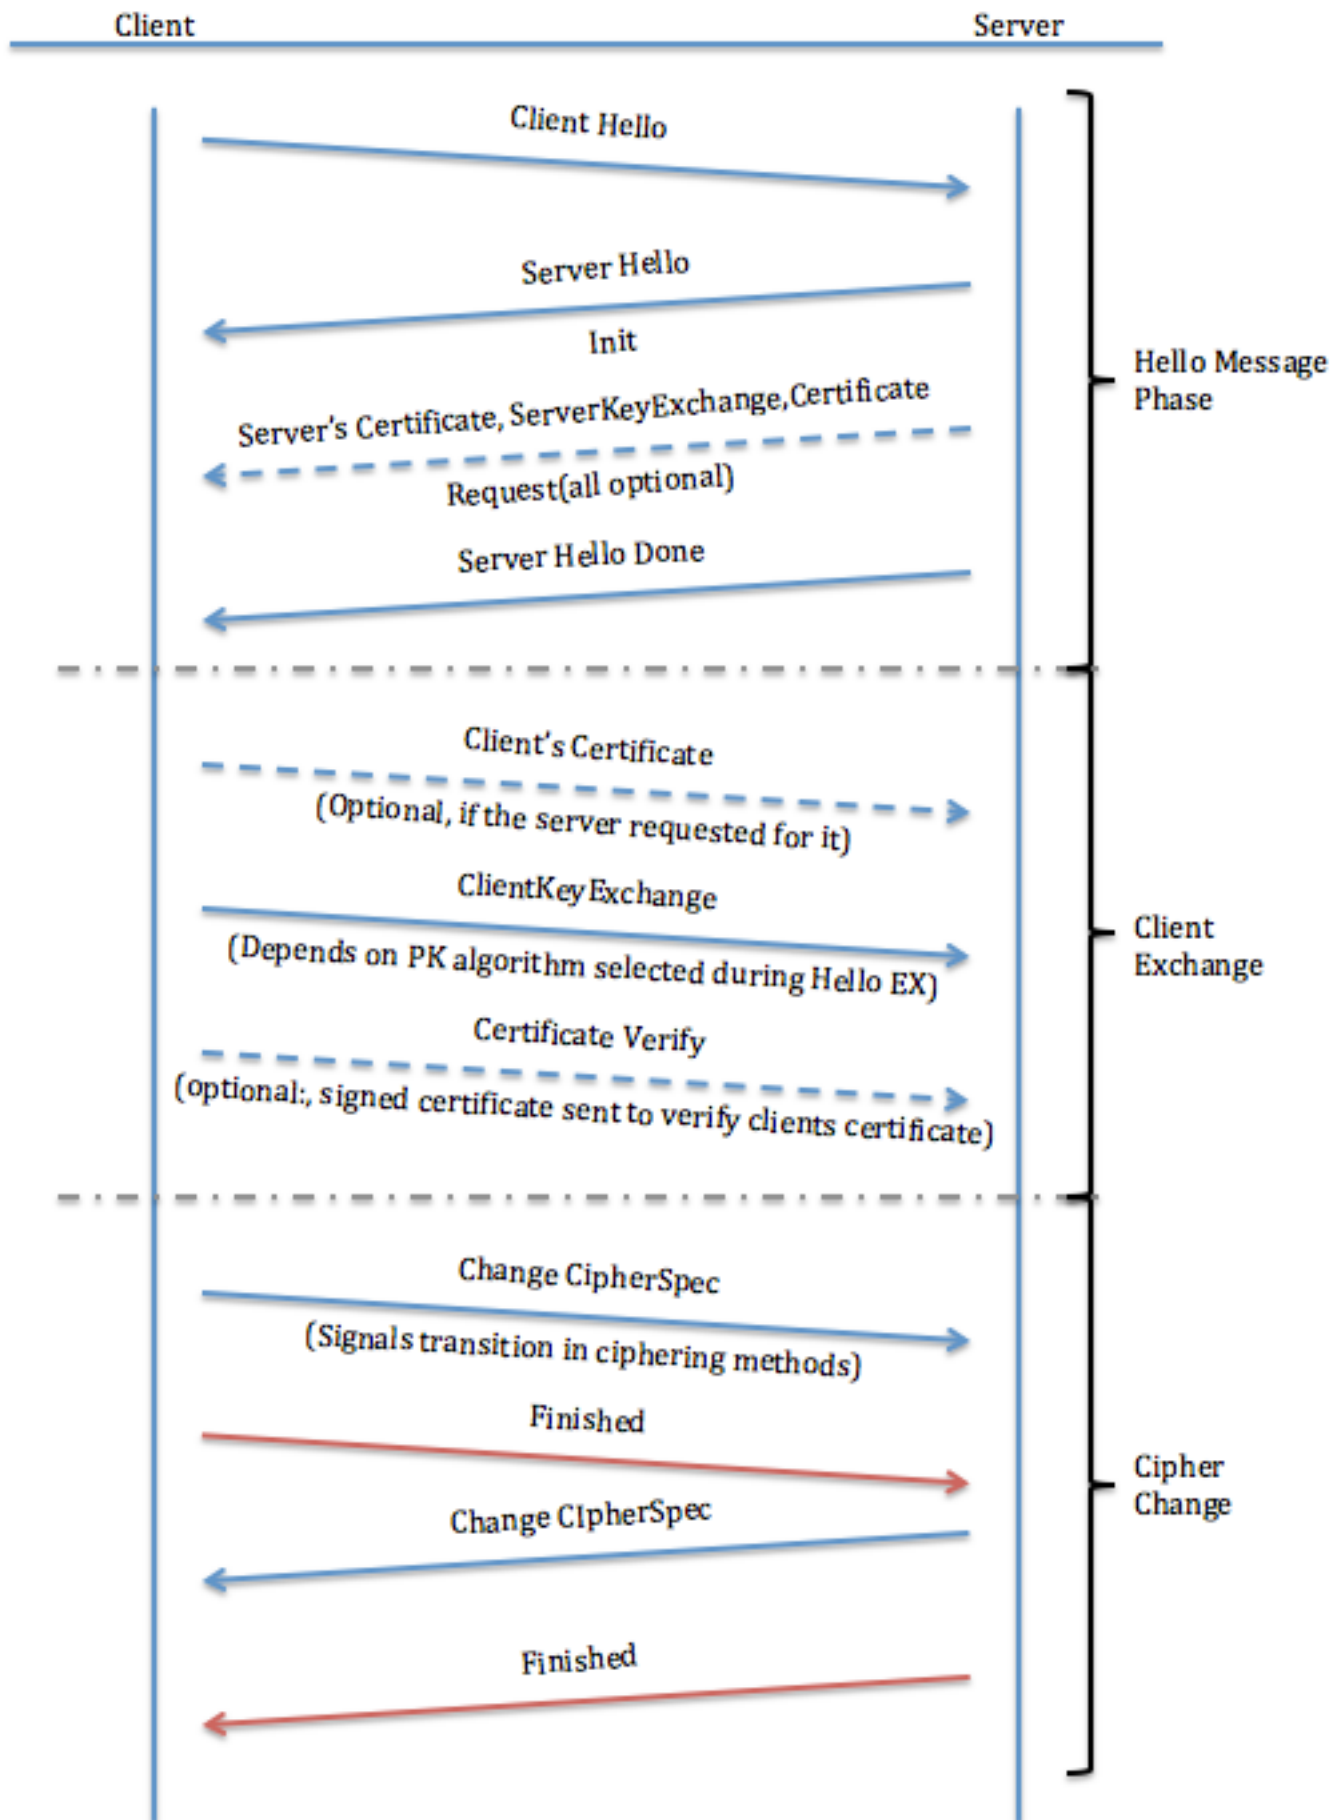 Client
Server
Client Hello
Server Hello
Init
Server's Certificate, ServerKeyExchange,Certificate
Request(all optional)
Server Hello Done
Hello Message
Phase
Client's Certificate
(Optional, if the server requested for it)
ClientKeyExchange
(Depends on PK algorithm selected during Hello EX)
Certificate Verify
(optional:, signed certificate sent to verify clients certificate)
Client
Exchange
Change CipherSpec
(Signals transition in ciphering methods)
Finished
Change CIpherSpec
Finished
Cipher
Change